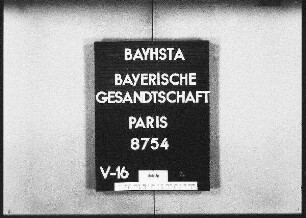 BAYHSTA
BAYERISCHE
GESANDTSCHAFT
PARIS
8754
V-16